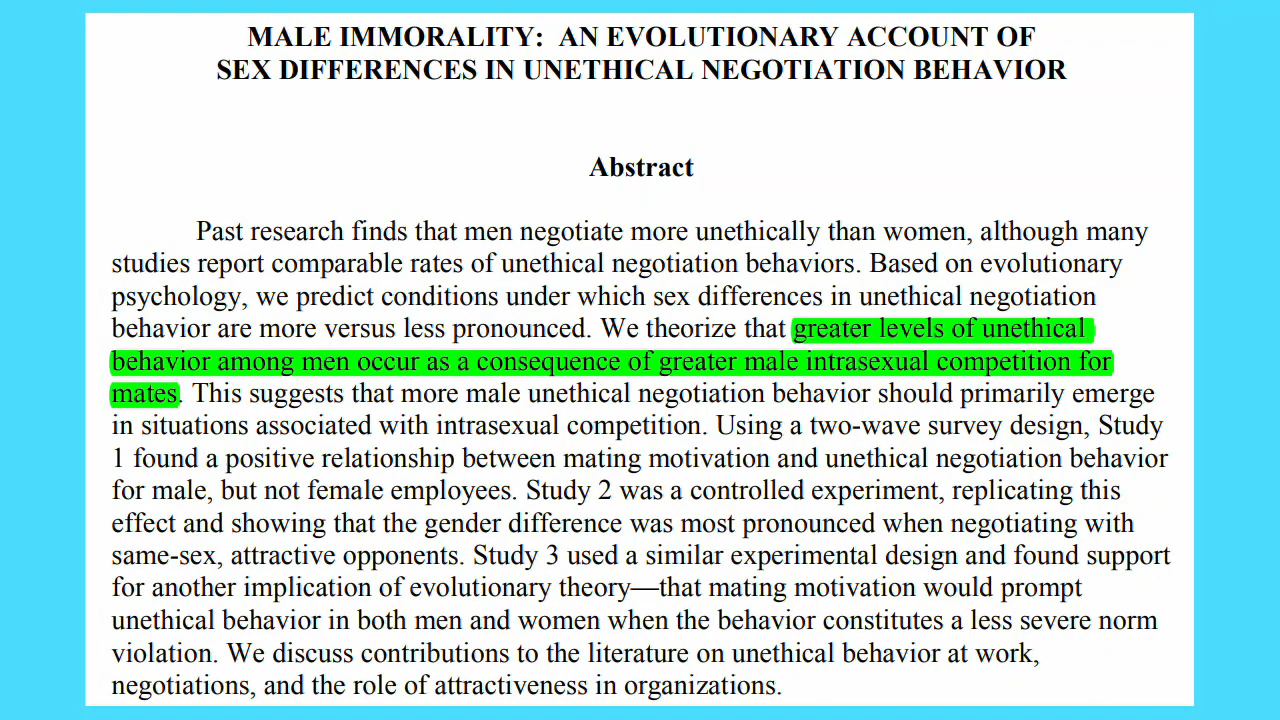 MALE IMMORALITY: AN EVOLUTIONARY ACCOUNT OF
SEX DIFFERENCES IN UNETHICAL NEGOTIATION BEHAVIOR
Abstract
Past research finds that men negotiate more unethically than women, although many
studies report comparable rates of unethical negotiation behaviors. Based on evolutionary
psychology, we predict conditions under which sex differences in unethical negotiation
behavior are more versus less pronounced. We theorize that greater levels of unethical
behavior among men occur as a consequence of greater male intrasexual competition for
mates. This suggests that more male unethical negotiation behavior should primarily emerge
in situations associated with intrasexual competition. Using a two-wave survey design, Study
1 found a positive relationship between mating motivation and unethical negotiation behavior
for male, but not female employees. Study 2 was a controlled experiment, replicating this
effect and showing that the gender difference was most pronounced when negotiating with
same-sex, attractive opponents. Study 3 used a similar experimental design and found support
for another implication of evolutionary theory—that mating motivation would prompt
unethical behavior in both men and women when the behavior constitutes a less severe norm
violation. We discuss contributions to the literature on unethical behavior at work,
negotiations, and the role of attractiveness in organizations.